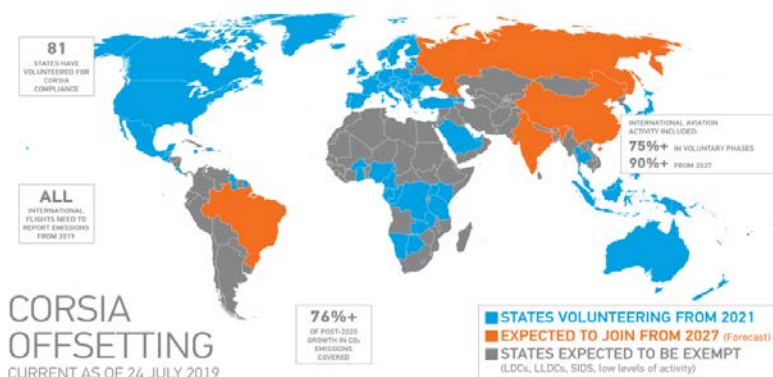 81
STATES HAVE
VOLUNTEERED FOR
CORSIA
COMPLIANCE
INTERNATIONAL AVIATION
ACTIVITY INCLUDED:
75%+ IN VOLUNTARY PHASES
90%+ FROM 2027
ALL
INTERNATIONAL
FLIGHTS NEED TO
REPORT EMISSIONS
FROM 2019
CORSIA
OFFSETTING
CURRENT AS OF 24 JULY 2019
76%+
OF POST-2020
GROWTH IN CO₂
EMISSIONS
COVERED
STATES VOLUNTEERING FROM 2021
EXPECTED TO JOIN FROM 2027 (Forecast)
STATES EXPECTED TO BE EXEMPT
(LDCs, LLDCs, SIDS, low levels of activity)